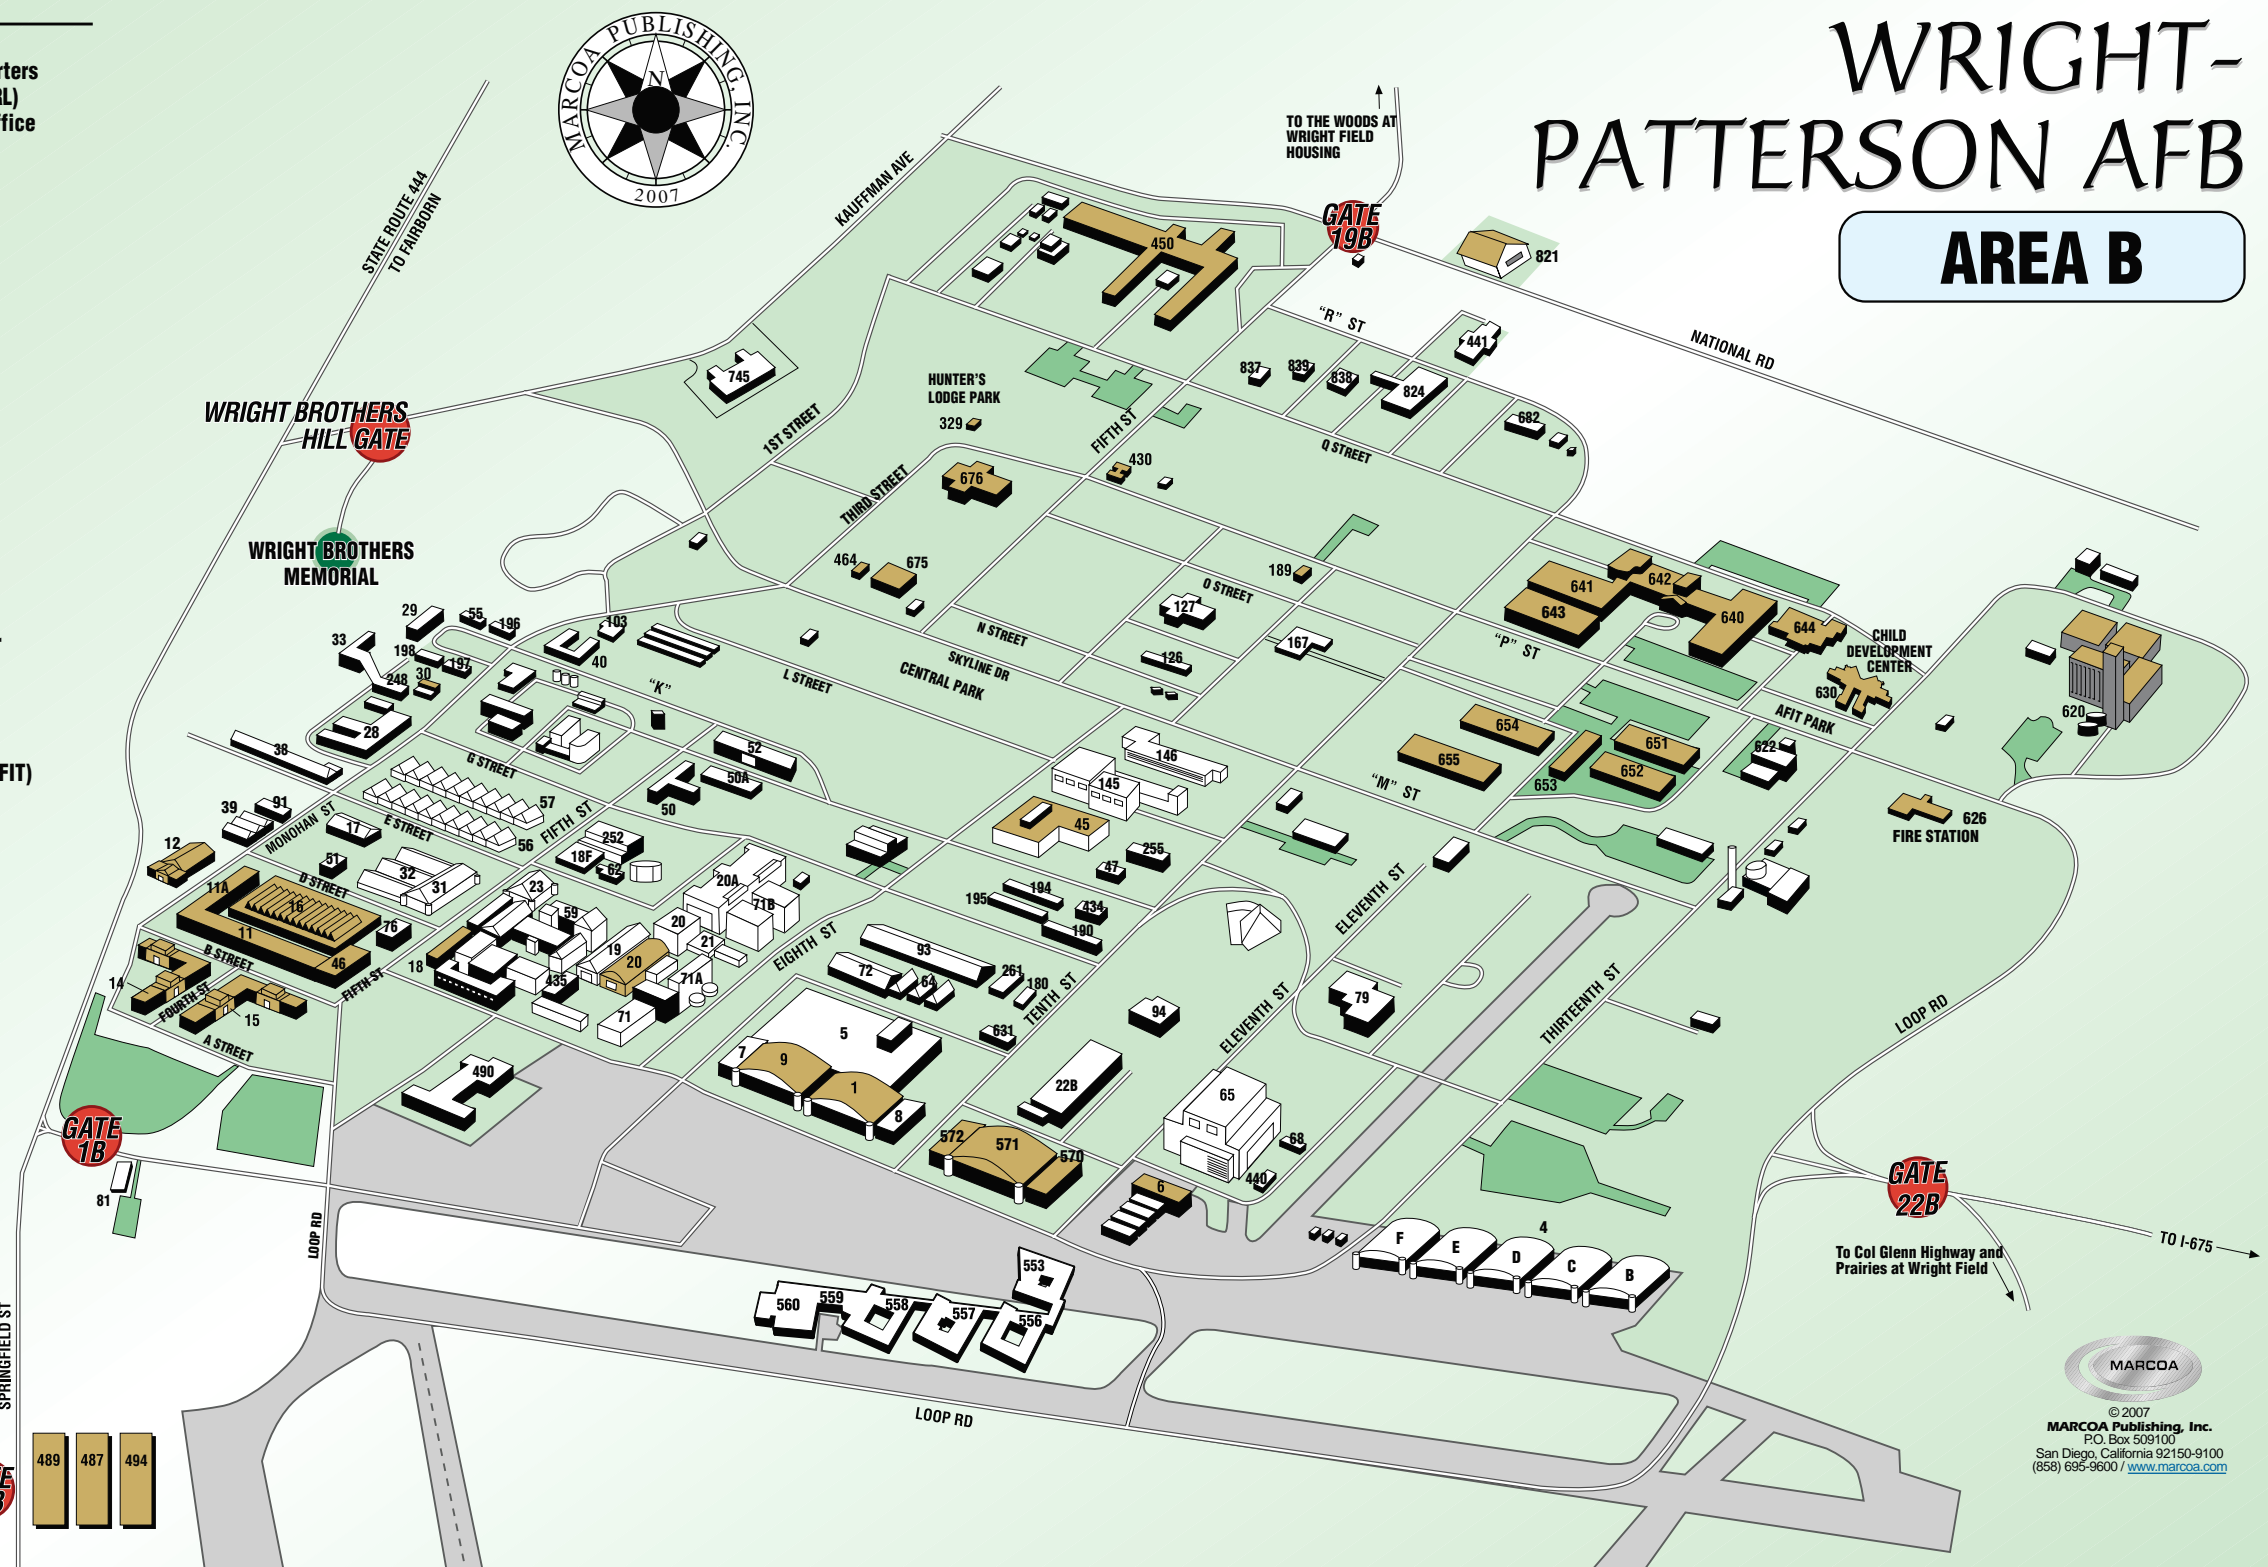 WRIGHT-
PATTERSON AFB
AREA B
MARCOA PUBLISHING, INC.
N
2007
rters
RL)
ffice
FIT)
STATE ROUTE 444
TO FAIRBORN
KAUFFMAN AVE
TO THE WOODS AT
WRIGHT FIELD
HOUSING
GATE
19B
821
450
"R" ST
NATIONAL RD
441
837
839
838
824
682
745
HUNTER'S
LODGE PARK
329
WRIGHT BROTHERS
HILL GATE
1ST STREET
FIFTH ST
Q STREET
430
676
THIRD STREET
WRIGHT BROTHERS
MEMORIAL
464
675
189
O STREET
127
641
642
643
640
644
CHILD
DEVELOPMENT
CENTER
630
29
55
196
103
33
198
197
40
248
30
N STREET
167
"P" ST
SKYLINE DR
CENTRAL PARK
126
L STREET
"K"
AFIT PARK
620
28
38
G STREET
52
50A
50
146
145
654
655
651
652
653
622
"M" ST
626
FIRE STATION
39
91
57
56
MONOHAN ST
E STREET
FIFTH ST
17
12
252
18F
62
45
47
255
51
D STREET
32
31
11A
16
23
20A
71B
194
195
434
190
ELEVENTH ST
11
46
76
59
20
21
19
20
18
EIGHTH ST
93
72
64
261
180
B STREET
FIFTH ST
14
FOURTH ST
15
A STREET
435
71A
71
TENTH ST
631
94
79
ELEVENTH ST
THIRTEENTH ST
LOOP RD
490
5
7
9
1
8
22B
65
68
440
GATE
1B
81
572
571
570
6
GATE
22B
TO I-675
To Col Glenn Highway and
Prairies at Wright Field
4
F
E
D
C
B
LOOP RD
553
560
559
558
557
556
LOOP RD
SPRINGFIELD ST
489
487
494
MARCOA
© 2007
MARCOA Publishing, Inc.
P.O. Box 509100
San Diego, California 92150-9100
(858) 695-9600 / www.marcoa.com